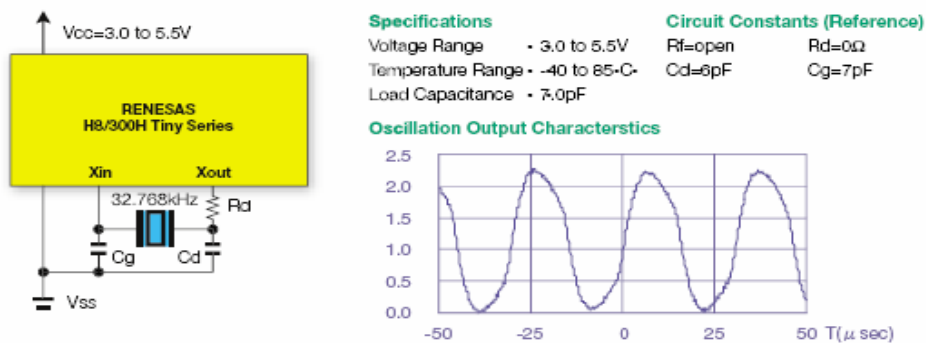 Vcc=3.0 to 5.5V
RENESAS
H8/300H Tiny Series
Xin Xout
32.768kHz
Rd
Cg Cd
Vss
Specifications
Voltage Range • 3.0 to 5.5V
Temperature Range • -40 to 85·C·
Load Capacitance • 7.0pF
Circuit Constants (Reference)
Rf=open Rd=0Ω
Cd=6pF Cg=7pF
Oscillation Output Characterstics
2.5
2.0
1.5
1.0
0.5
0.0
-50 -25 0 25 50 T(μ sec)